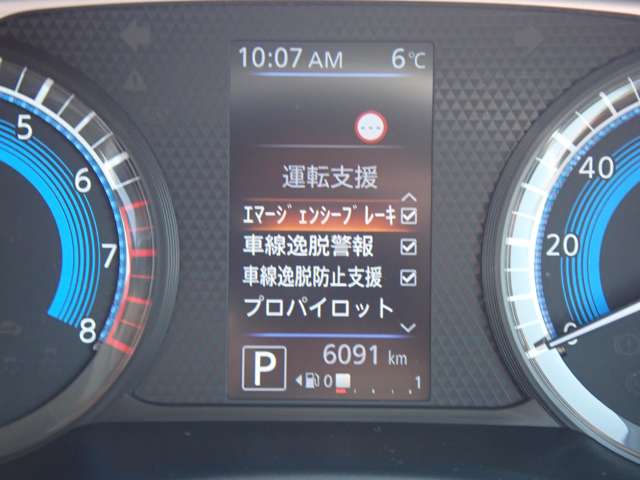 10:07 AM 6℃
運転支援
ｴﾏｰｼﾞｪﾝｼｰﾌﾞﾚｰｷ
車線逸脱警報
車線逸脱防止支援
プロパイロット
P 6091 km
0 1
5
6
7
8
40
20
0